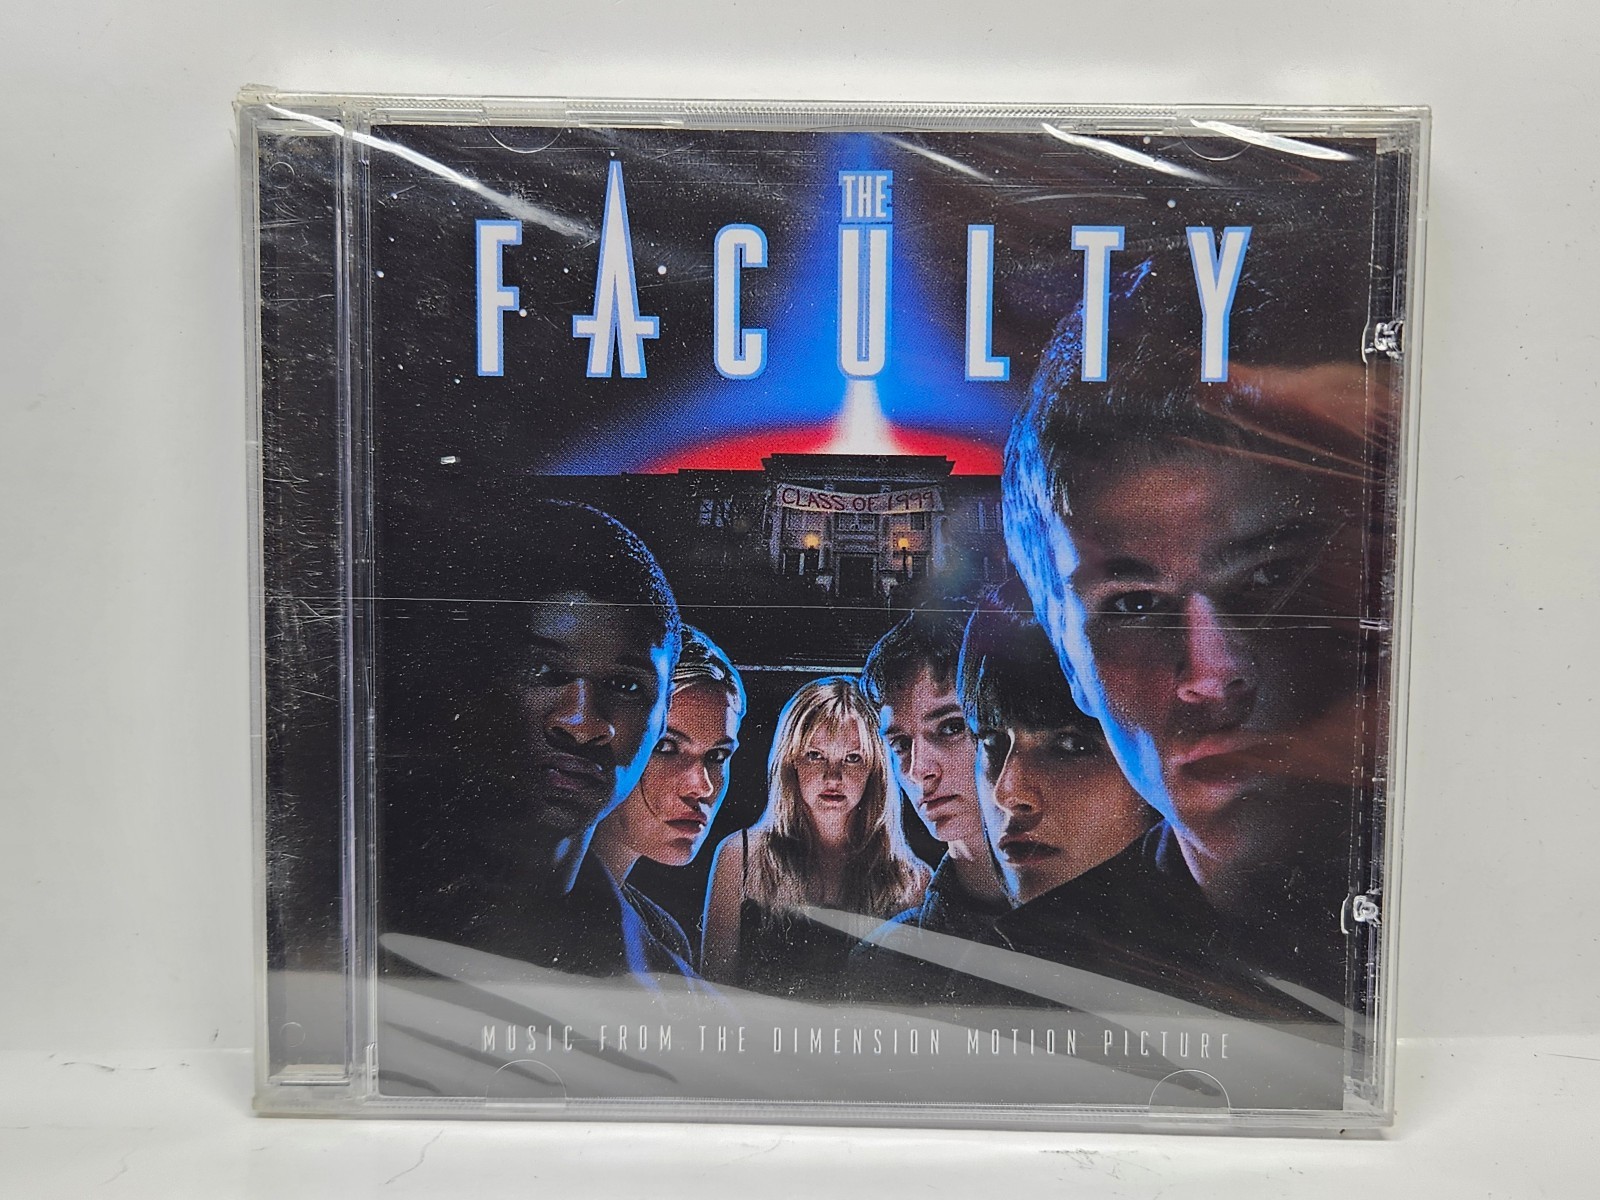 THE
FACULTY
CLASS OF 1999
MUSIC FROM THE DIMENSION MOTION PICTURE